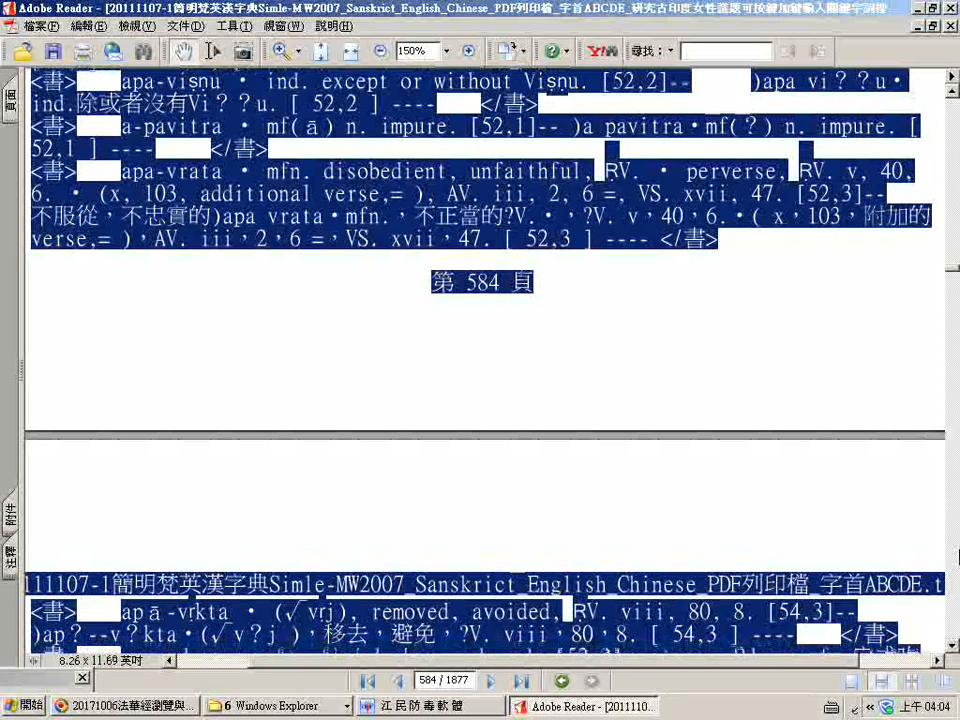 Adobe Reader - [20111107-1簡明梵英漢字典Simle-MW2007_Sanskrict_English_Chinese_PDF列印檔_字首ABCDE_研究古印度女性議題可按
檔案(F) 編輯(E) 檢視(V) 文件(D) 工具(T) 視窗(W) 說明(H)
150% Y! 尋找:
頁面
<書> apa-viṣṇu · ind. except or without Viṣṇu. [52,2]-- )apa vi??u·
ind.除或者沒有Vi??u. [ 52,2 ] ---- </書>
<書> a-pavitra · mf(ā) n. impure. [52,1]-- )a pavitra·mf(?) n. impure. [
52,1 ] ---- </書>
<書> apa-vrata · mfn. disobedient, unfaithful, RV. · perverse, RV. v, 40,
6. · (x, 103, additional verse,= ), AV. iii, 2, 6 =, VS. xvii, 47. [52,3]--
不服從,不忠實的)apa vrata·mfn.,不正當的?V.·,?V. v,40,6.·( x,103,附加的
verse,= ),AV. iii,2,6 =,VS. xvii,47. [ 52,3 ] ---- </書>
第 584 頁
111107-1簡明梵英漢字典Simle-MW2007_Sanskrict_English_Chinese_PDF列印檔_字首ABCDE.t
<書> apā-vṛkta · (√vṛj), removed, avoided, RV. viii, 80, 8. [54,3]--
)ap?--v?kta·(√v?j ),移去,避免,?V. viii,80,8. [ 54,3 ] ---- </書>
附件
注釋
8.26 x 11.69 英吋
584 / 1877
開始 20171006法華經瀏覽與... 6 Windows Explorer 江民防毒軟體 Adobe Reader - [2011110... 上午 04:04